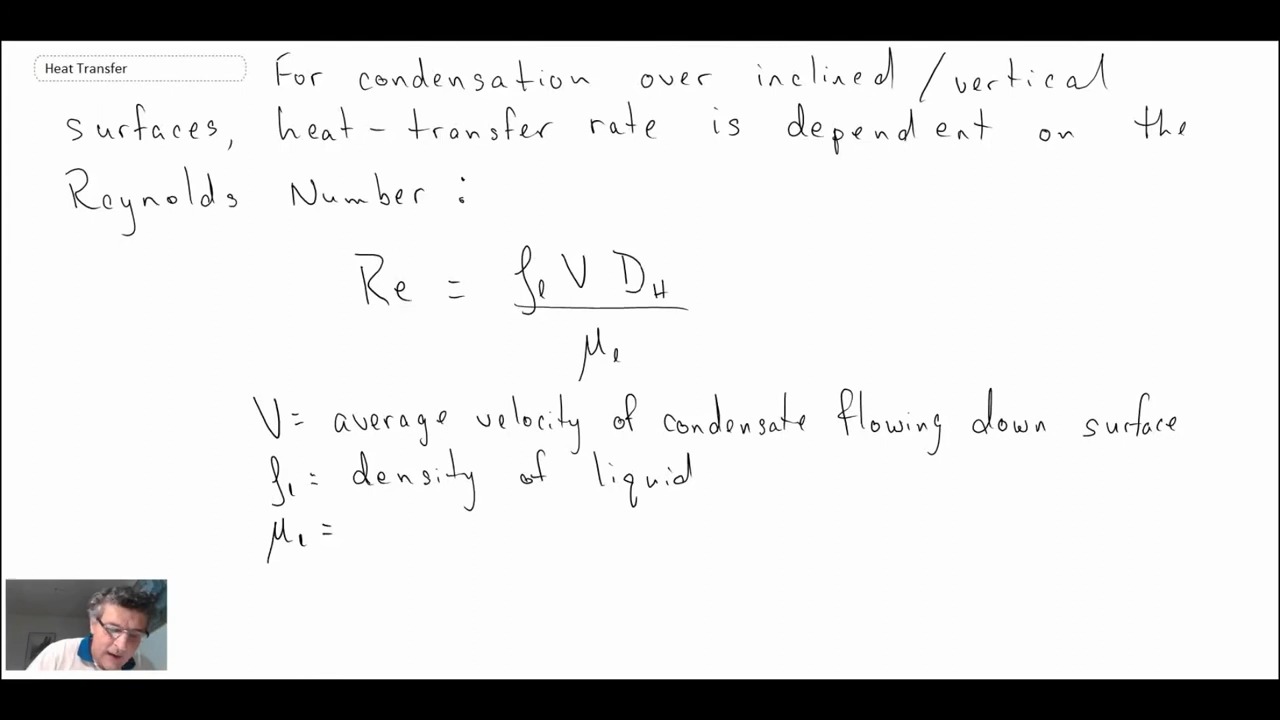 Heat Transfer
For condensation over inclined / vertical
surfaces, heat-transfer rate is dependent on the
Reynolds Number :
Re = ρₗ V D_H
μₗ
V = average velocity of condensate flowing down surface
ρₗ = density of liquid
μₗ =